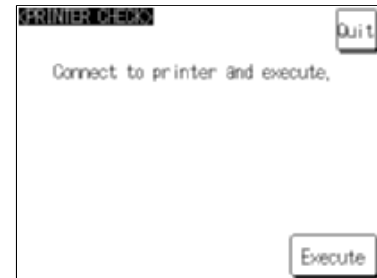 <PRINTER CHECK>
Quit
Connect to printer and execute.
Execute